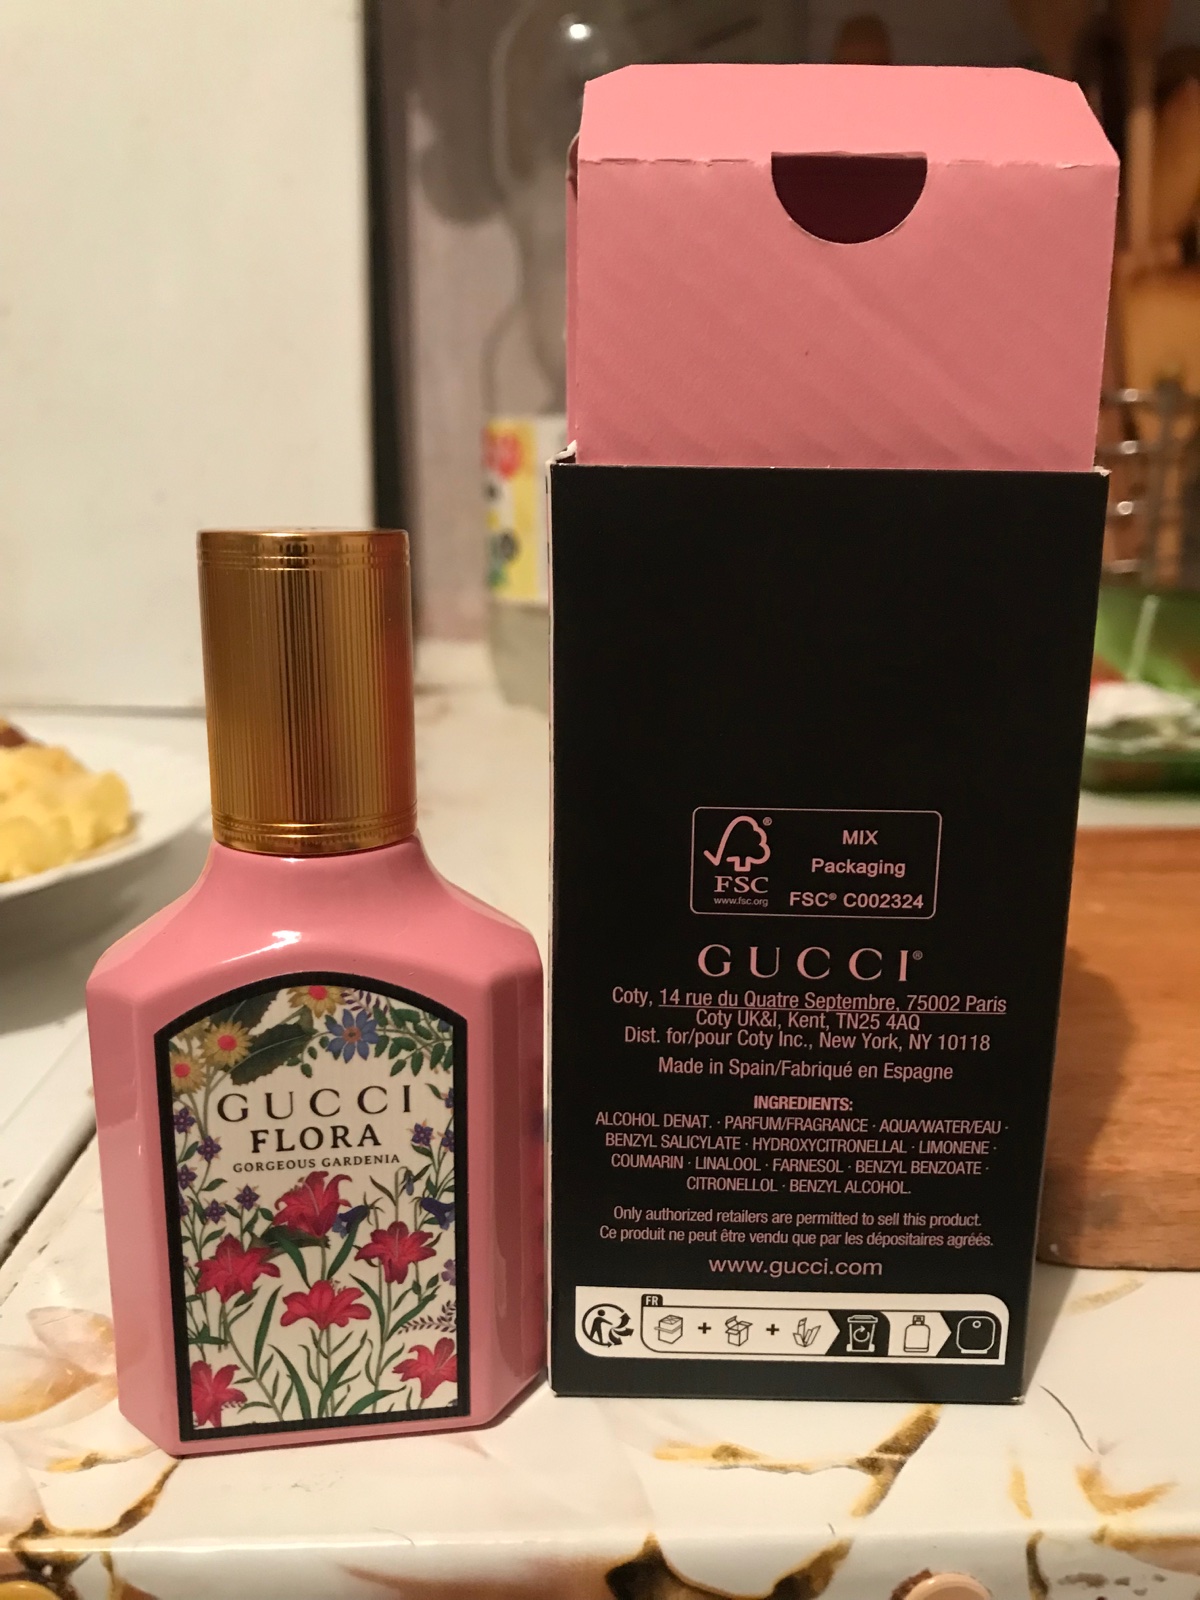 GUCCI
FLORA
GORGEOUS GARDENIA
FSC
www.fsc.org
MIX
Packaging
FSC® C002324
GUCCI®
Coty, 14 rue du Quatre Septembre, 75002 Paris
Coty UK&I, Kent, TN25 4AQ
Dist. for/pour Coty Inc., New York, NY 10118
Made in Spain/Fabriqué en Espagne
INGREDIENTS:
ALCOHOL DENAT. · PARFUM/FRAGRANCE · AQUA/WATER/EAU ·
BENZYL SALICYLATE · HYDROXYCITRONELLAL · LIMONENE ·
COUMARIN · LINALOOL · FARNESOL · BENZYL BENZOATE ·
CITRONELLOL · BENZYL ALCOHOL.
Only authorized retailers are permitted to sell this product.
Ce produit ne peut être vendu que par les dépositaires agréés.
www.gucci.com
FR
+ +